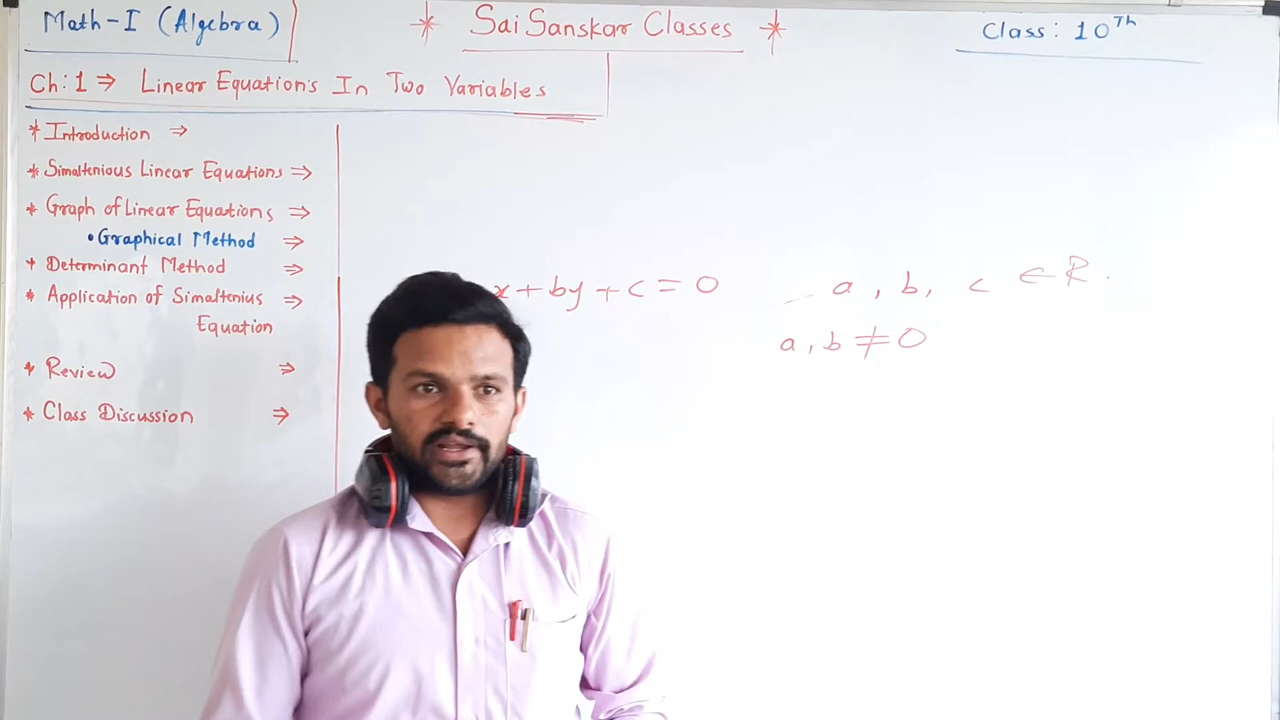 Math-I (Algebra)
* Sai Sanskar Classes *
Class: 10Th
Ch:1 ⇒ Linear Equations In Two Variables
* Introduction ⇒
* Simaltenious Linear Equations ⇒
* Graph of Linear Equations ⇒
• Graphical Method ⇒
* Determinant Method ⇒
* Application of Simaltenius ⇒
Equation
* Review ⇒
* Class Discussion ⇒
x + by + c = 0
a, b, c ∈ R.
a, b ≠ 0